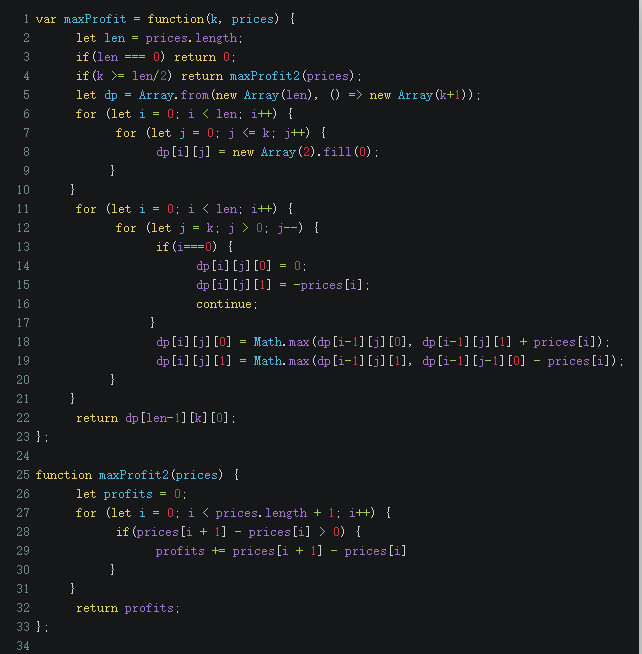 1 var maxProfit = function(k, prices) {
2 let len = prices.length;
3 if(len === 0) return 0;
4 if(k >= len/2) return maxProfit2(prices);
5 let dp = Array.from(new Array(len), () => new Array(k+1));
6 for (let i = 0; i < len; i++) {
7 for (let j = 0; j <= k; j++) {
8 dp[i][j] = new Array(2).fill(0);
9 }
10 }
11 for (let i = 0; i < len; i++) {
12 for (let j = k; j > 0; j--) {
13 if(i===0) {
14 dp[i][j][0] = 0;
15 dp[i][j][1] = -prices[i];
16 continue;
17 }
18 dp[i][j][0] = Math.max(dp[i-1][j][0], dp[i-1][j][1] + prices[i]);
19 dp[i][j][1] = Math.max(dp[i-1][j][1], dp[i-1][j-1][0] - prices[i]);
20 }
21 }
22 return dp[len-1][k][0];
23 };
24
25 function maxProfit2(prices) {
26 let profits = 0;
27 for (let i = 0; i < prices.length + 1; i++) {
28 if(prices[i + 1] - prices[i] > 0) {
29 profits += prices[i + 1] - prices[i]
30 }
31 }
32 return profits;
33 };
34